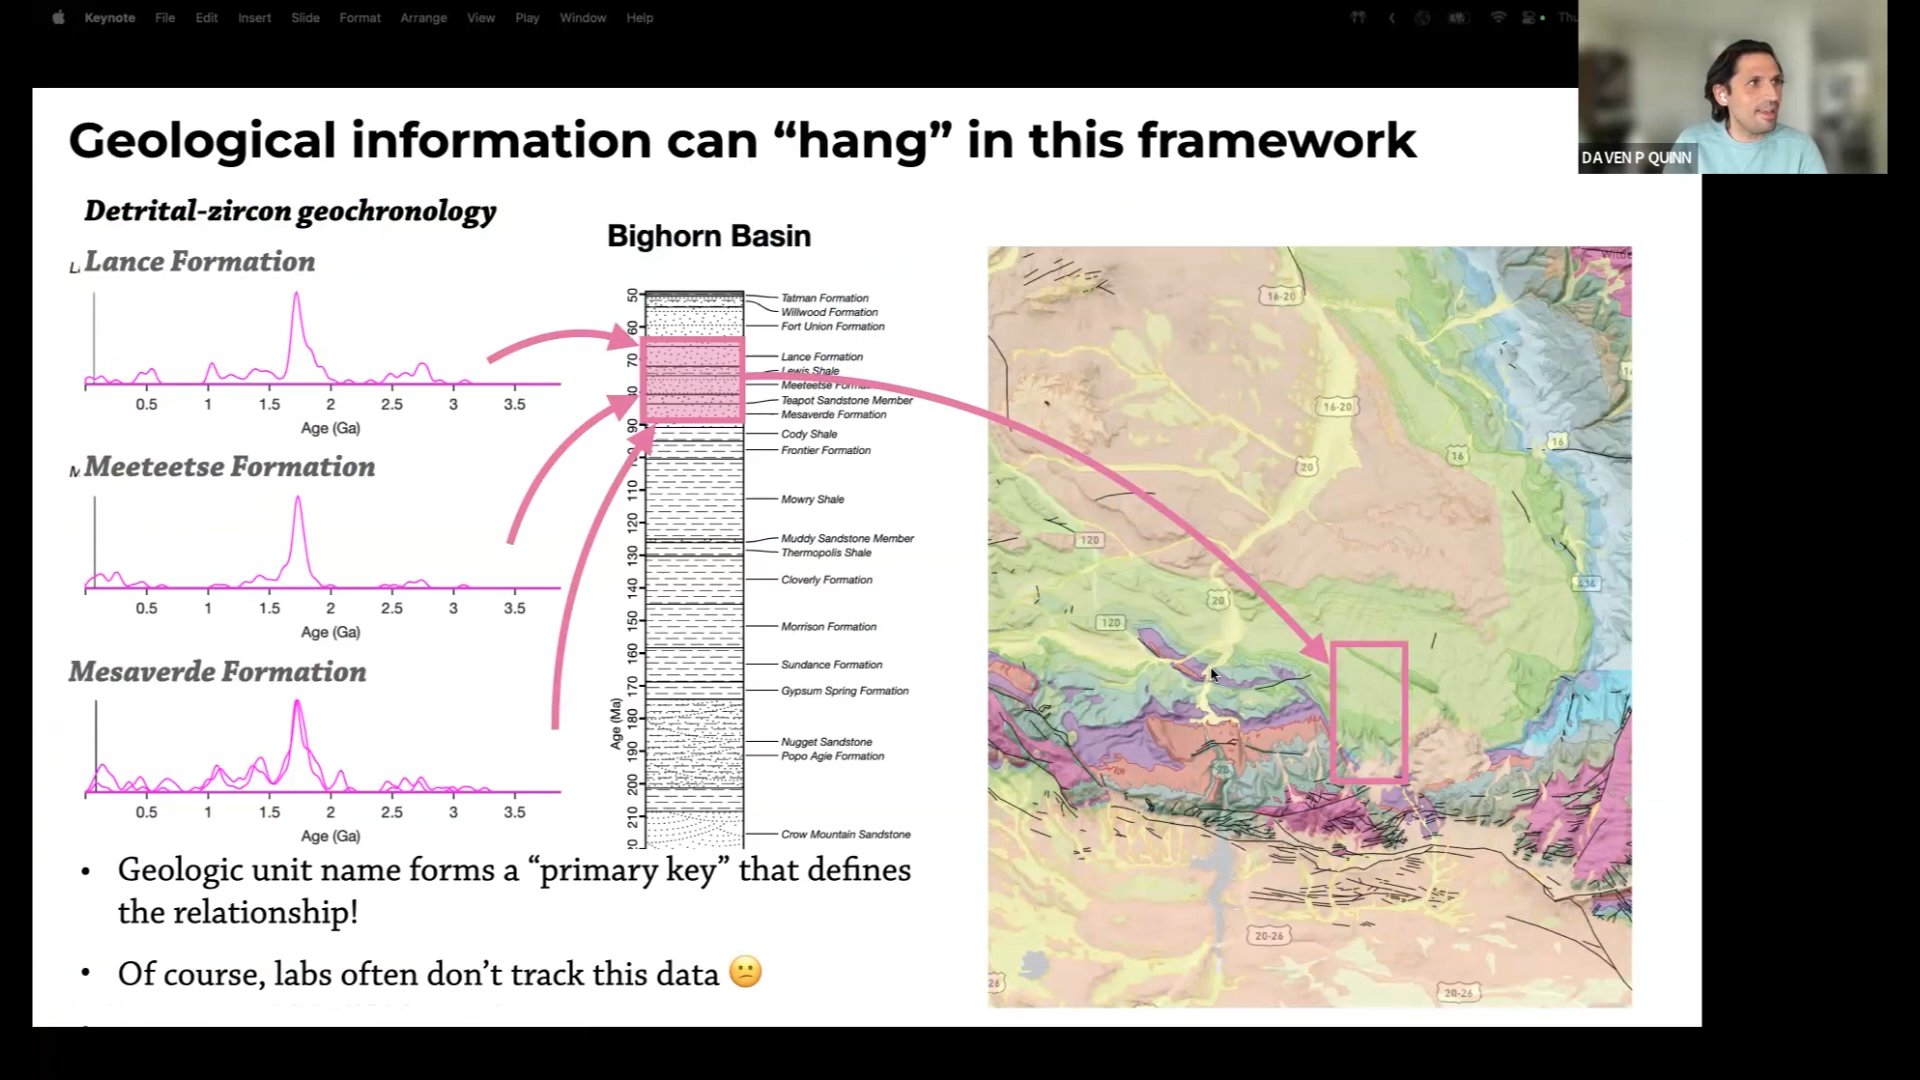 Keynote File Edit Insert Slide Format Arrange View Play Window Help
DAVEN P QUINN
Geological information can “hang” in this framework
Detrital-zircon geochronology
Lance Formation
0.5 1 1.5 2 2.5 3 3.5
Age (Ga)
Meeteetse Formation
0.5 1 1.5 2 2.5 3 3.5
Age (Ga)
Mesaverde Formation
0.5 1 1.5 2 2.5 3 3.5
Age (Ga)
Bighorn Basin
50
60
70
90
110
120
130
140
150
160
170
180
190
200
210
Age (Ma)
Tatman Formation
Willwood Formation
Fort Union Formation
Lance Formation
Lewis Shale
Meeteetse
Teapot Sandstone Member
Mesaverde Formation
Cody Shale
Frontier Formation
Mowry Shale
Muddy Sandstone Member
Thermopolis Shale
Cloverly Formation
Morrison Formation
Sundance Formation
Gypsum Spring Formation
Nugget Sandstone
Popo Agie Formation
Crow Mountain Sandstone
16-20
16-20
16
16
20
120
20
434
120
20
20-26
26
20-26
• Geologic unit name forms a “primary key” that defines
the relationship!
• Of course, labs often don’t track this data 😕